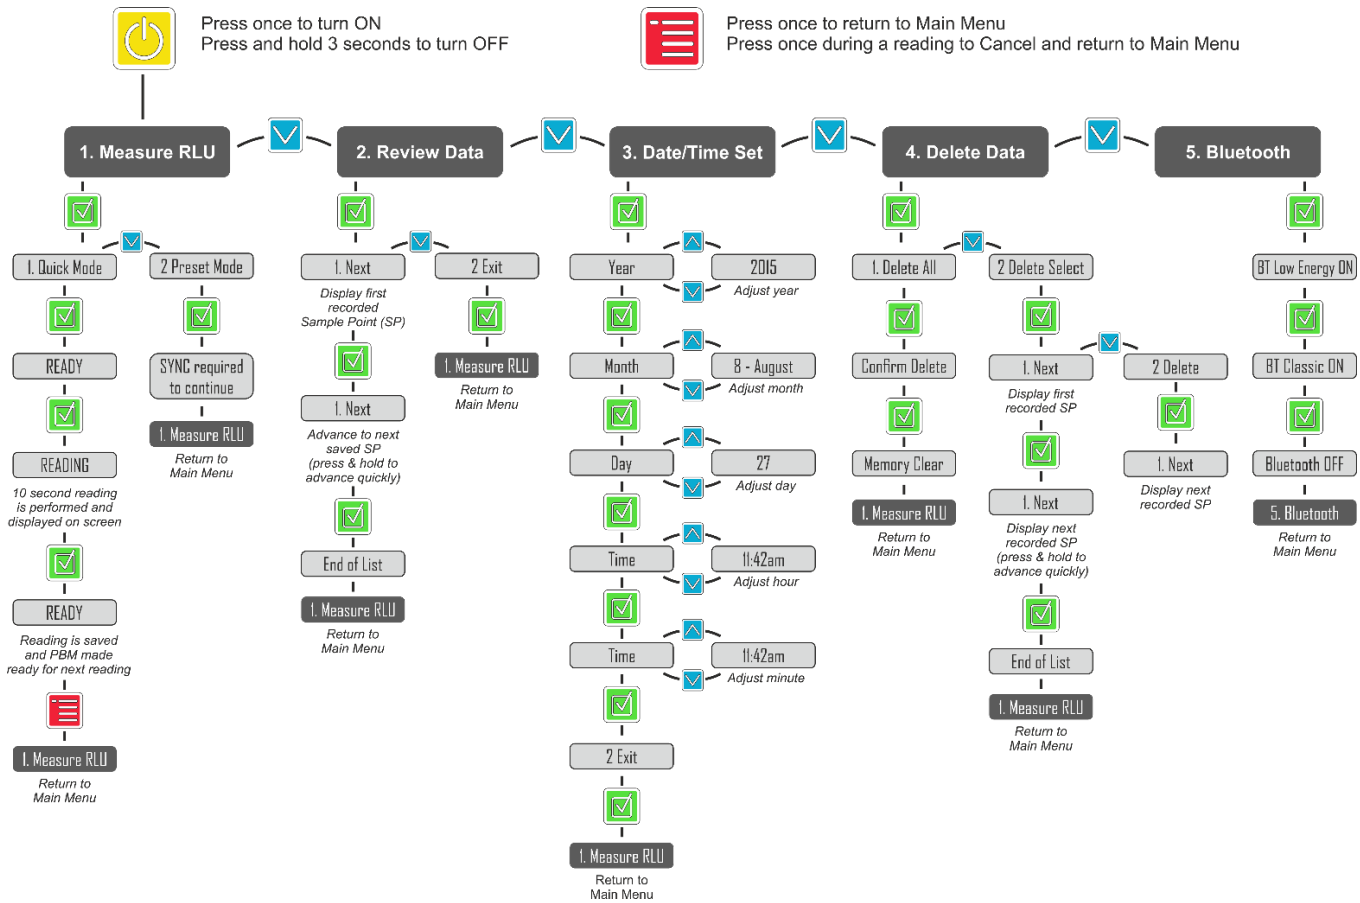 Press once to turn ON
Press and hold 3 seconds to turn OFF
Press once to return to Main Menu
Press once during a reading to Cancel and return to Main Menu
1. Measure RLU
2. Review Data
3. Date/Time Set
4. Delete Data
5. Bluetooth
1. Quick Mode
2 Preset Mode
READY
SYNC required
to continue
1. Measure RLU
Return to
Main Menu
READING
10 second reading
is performed and
displayed on screen
READY
Reading is saved
and PBM made
ready for next reading
1. Measure RLU
Return to
Main Menu
1. Next
2 Exit
Display first
recorded
Sample Point (SP)
1. Measure RLU
Return to
Main Menu
1. Next
Advance to next
saved SP
(press & hold to
advance quickly)
End of List
1. Measure RLU
Return to
Main Menu
Year
2015
Adjust year
Month
8 - August
Adjust month
Day
27
Adjust day
Time
11:42am
Adjust hour
Time
11:42am
Adjust minute
2 Exit
1. Measure RLU
Return to
Main Menu
1. Delete All
2 Delete Select
Confirm Delete
Memory Clear
1. Measure RLU
Return to
Main Menu
1. Next
Display first
recorded SP
2 Delete
1. Next
Display next
recorded SP
1. Next
Display next
recorded SP
(press & hold to
advance quickly)
End of List
1. Measure RLU
Return to
Main Menu
BT Low Energy ON
BT Classic ON
Bluetooth OFF
5. Bluetooth
Return to
Main Menu